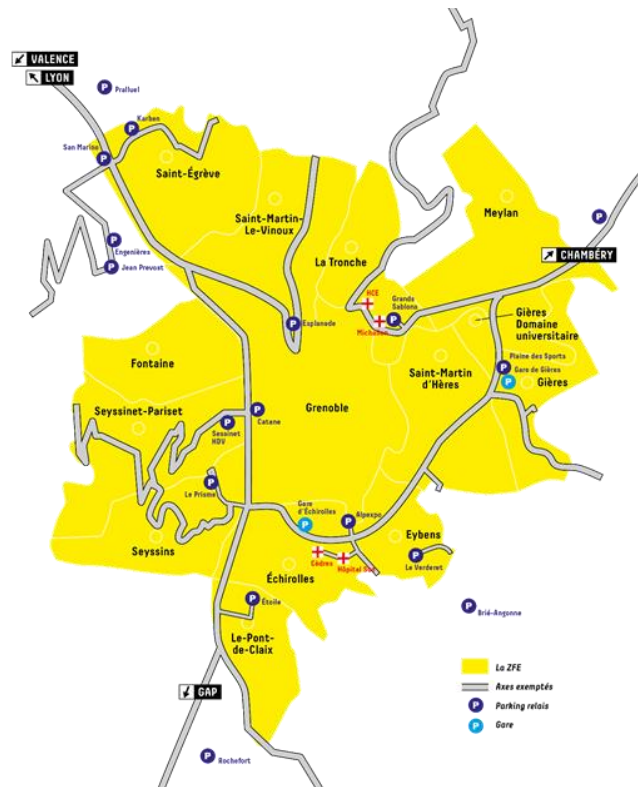 VALENCE
LYON
P Pralluel
P Karben
San Marino P
Saint-Égrève
Saint-Martin-
Le-Vinoux
Meylan
P
La Tronche
CHAMBÉRY
Engenières P
P Jean Prevost
HCE
Grands
Sablons
P
Michallon
P Esplanade
Gières
Domaine
universitaire
Fontaine
Saint-Martin
d'Hères
Plaine des Sports
P Gare de Gières
P Gières
Seyssinet-Pariset
Grenoble
P Catane
P
Sessinet
HDV
Le Prisme P
Gare
d'Échirolles
P
Alpexpo
P
Eybens
Seyssins
Cèdres
Hôpital Sud
P
Le Verderet
Échirolles
P Étoile
P Brié-Angonne
Le-Pont-
de-Claix
La ZFE
Axes exemptés
GAP
P Parking relais
P Gare
P Rochefort